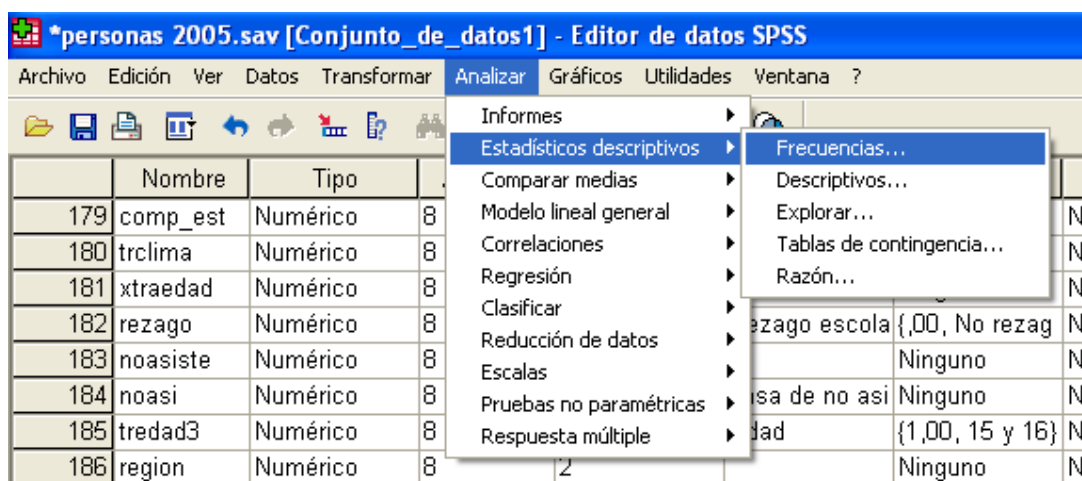 *personas 2005.sav [Conjunto_de_datos1] - Editor de datos SPSS
Archivo Edición Ver Datos Transformar Analizar Gráficos Utilidades Ventana ?
Informes
Estadísticos descriptivos Frecuencias...
Nombre Tipo Comparar medias Descriptivos...
179 comp_est Numérico 8 Modelo lineal general Explorar... N
180 trclima Numérico 8 Correlaciones Tablas de contingencia... N
181 xtraedad Numérico 8 Regresión Razón... N
Clasificar
182 rezago Numérico 8 ezago escola {,00, No rezag N
Reducción de datos
183 noasiste Numérico 8 Ninguno N
Escalas
184 noasi Numérico 8 Pruebas no paramétricas sa de no asi Ninguno N
185 tredad3 Numérico 8 Respuesta múltiple dad {1,00, 15 y 16} N
186 region Numérico 8 2 Ninguno N